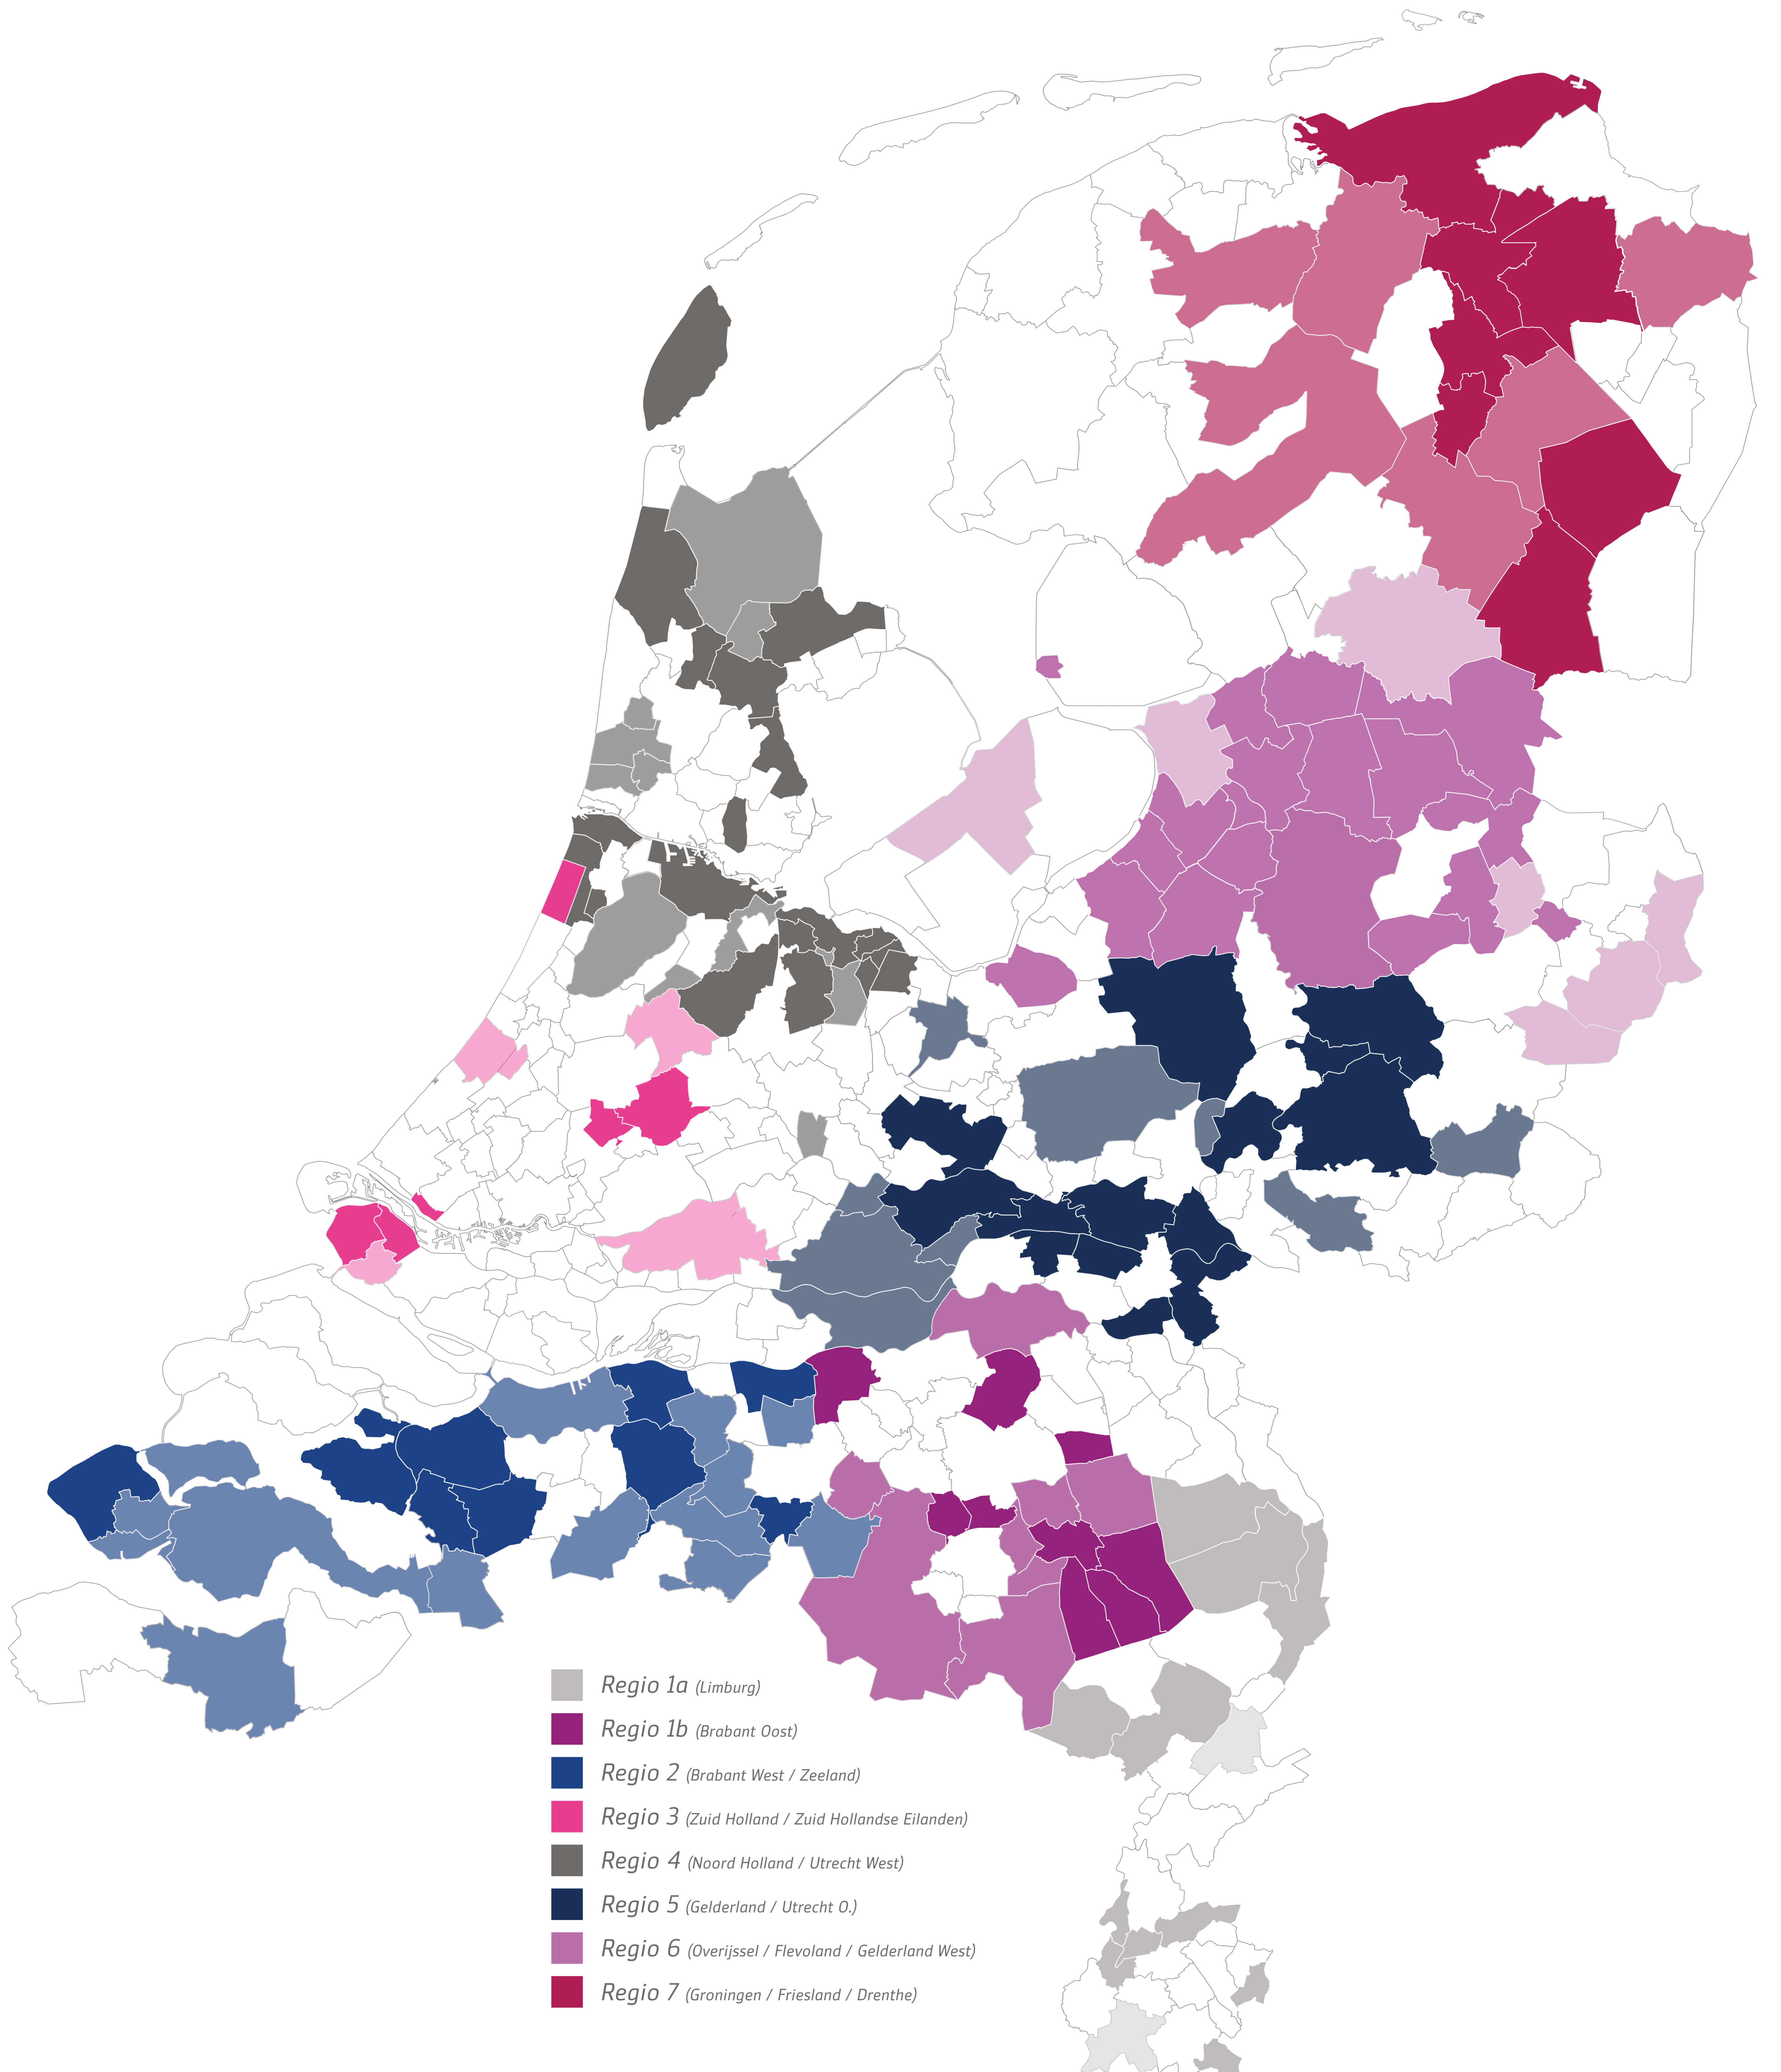 Regio 1a (Limburg)
Regio 1b (Brabant Oost)
Regio 2 (Brabant West / Zeeland)
Regio 3 (Zuid Holland / Zuid Hollandse Eilanden)
Regio 4 (Noord Holland / Utrecht West)
Regio 5 (Gelderland / Utrecht O.)
Regio 6 (Overijssel / Flevoland / Gelderland West)
Regio 7 (Groningen / Friesland / Drenthe)